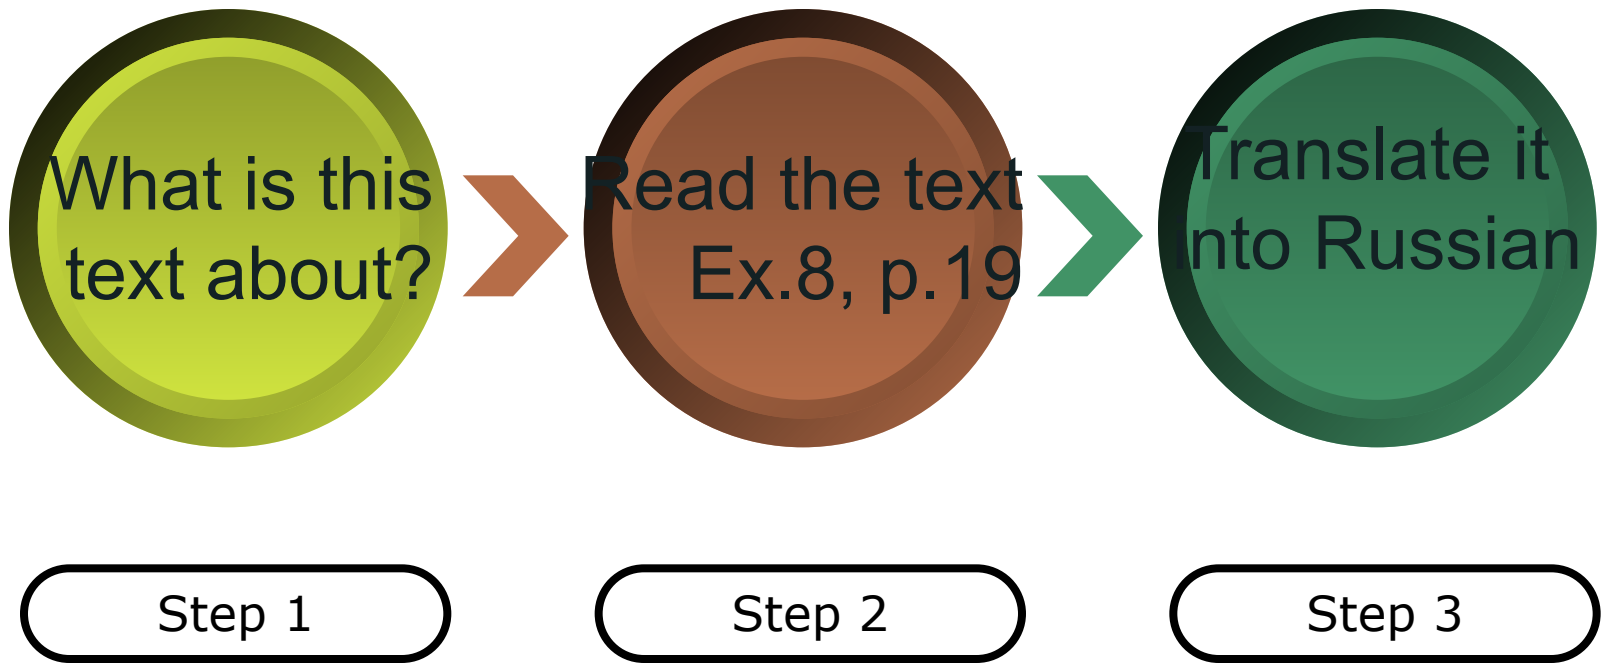 What is this
text about?
Read the text
Ex.8, p.19
Translate it
into Russian
Step 1
Step 2
Step 3